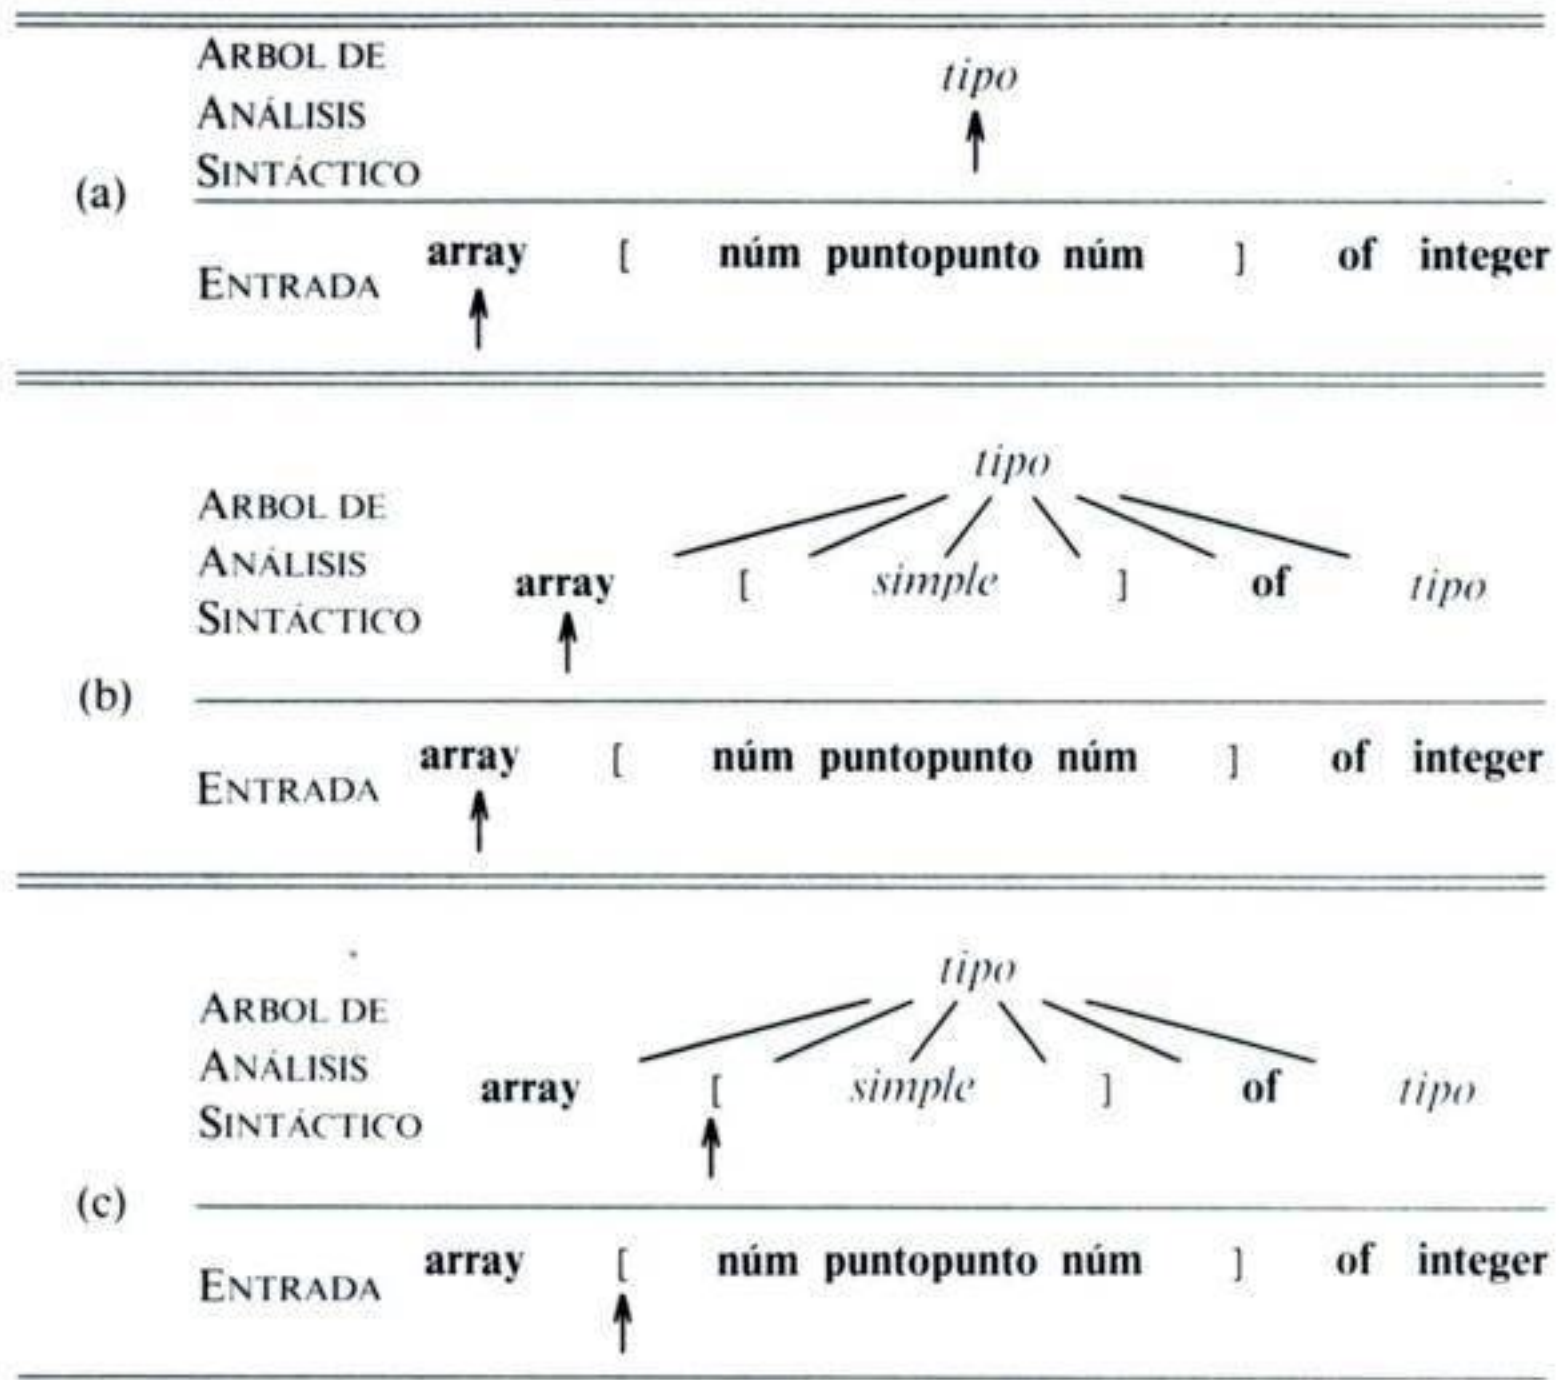 ARBOL DE
tipo
ANÁLISIS
SINTÁCTICO
(a)
array [ núm puntopunto núm ] of integer
ENTRADA
tipo
ARBOL DE
ANÁLISIS
array [ simple ] of tipo
SINTÁCTICO
(b)
array [ núm puntopunto núm ] of integer
ENTRADA
tipo
ARBOL DE
ANÁLISIS
array [ simple ] of tipo
SINTÁCTICO
(c)
array [ núm puntopunto núm ] of integer
ENTRADA